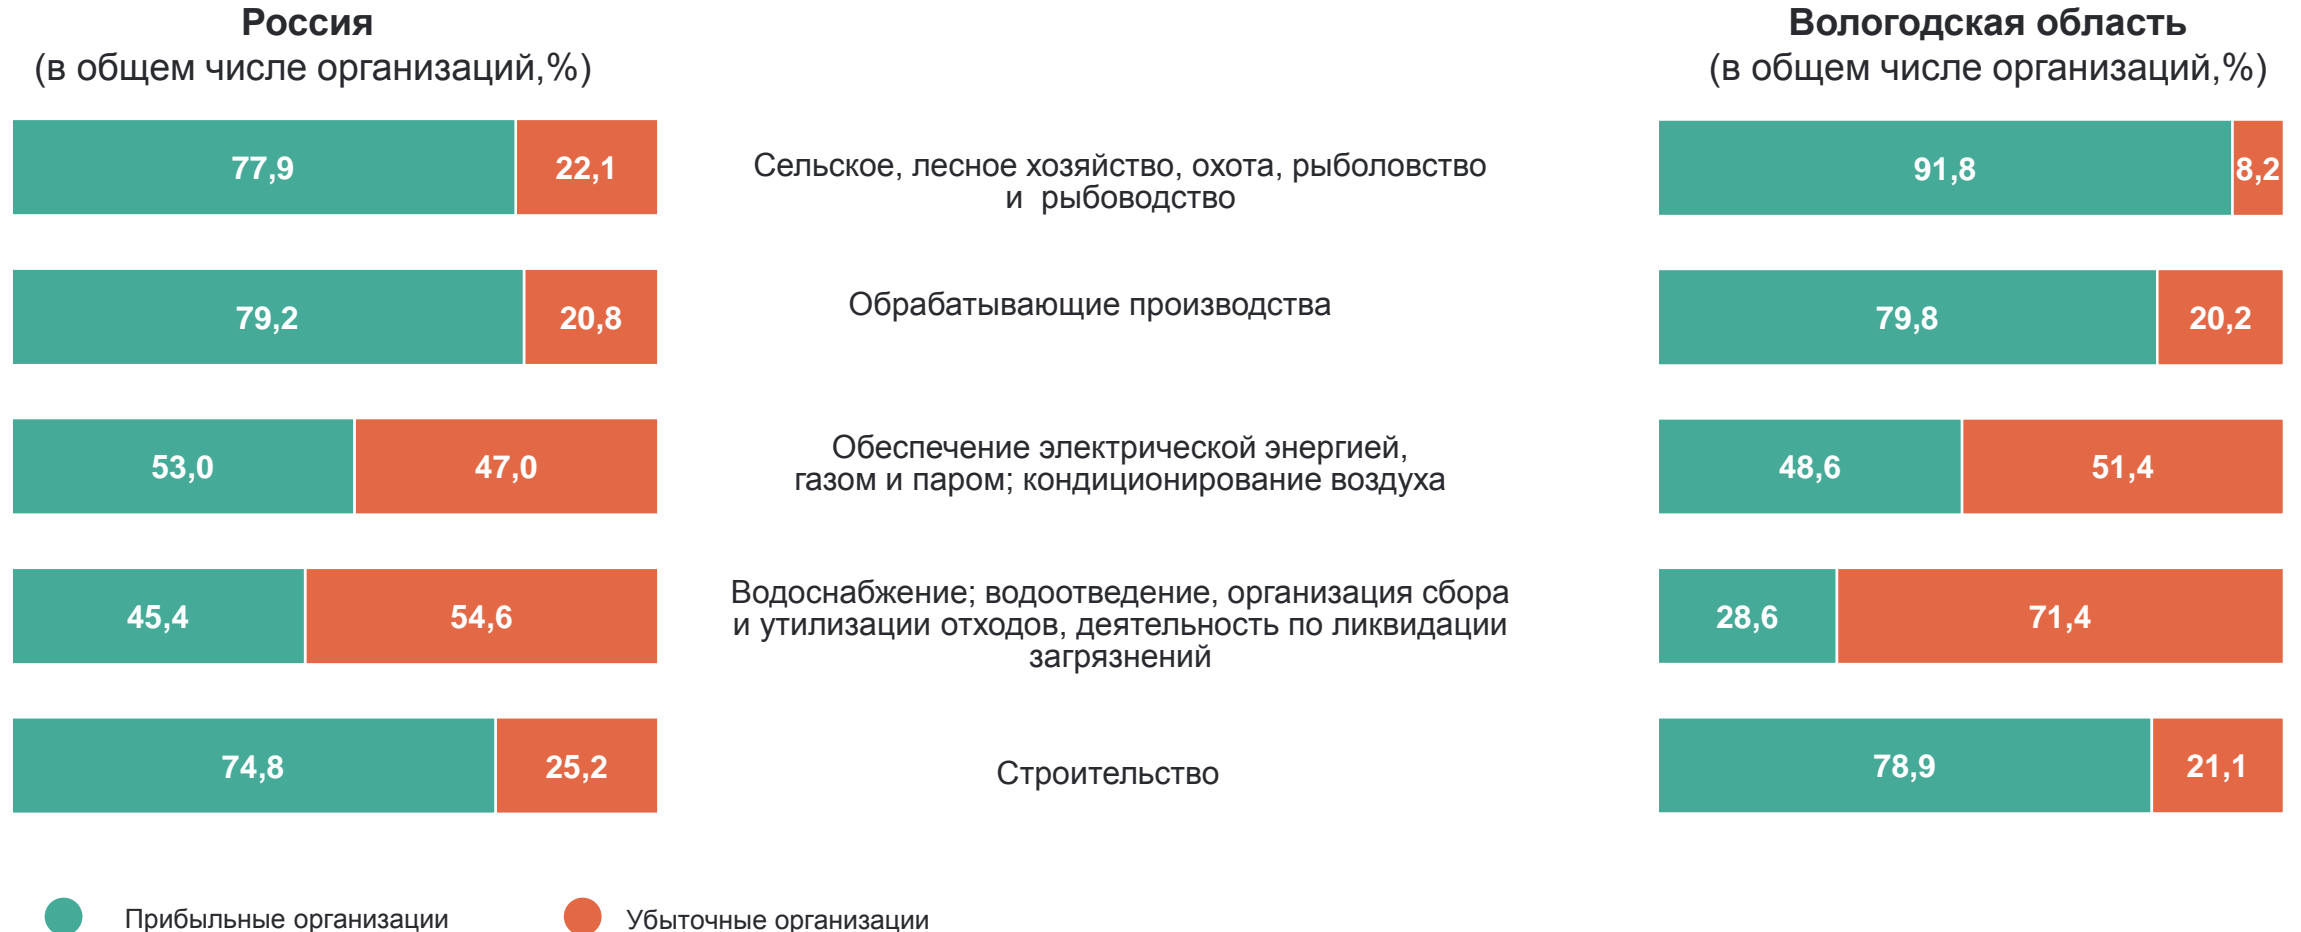 Россия
(в общем числе организаций,%)
Вологодская область
(в общем числе организаций,%)
77,9 22,1
Сельское, лесное хозяйство, охота, рыболовство
и рыбоводство
91,8 8,2
79,2 20,8
Обрабатывающие производства
79,8 20,2
53,0 47,0
Обеспечение электрической энергией,
газом и паром; кондиционирование воздуха
48,6 51,4
45,4 54,6
Водоснабжение; водоотведение, организация сбора
и утилизации отходов, деятельность по ликвидации
загрязнений
28,6 71,4
74,8 25,2
Строительство
78,9 21,1
Прибыльные организации
Убыточные организации